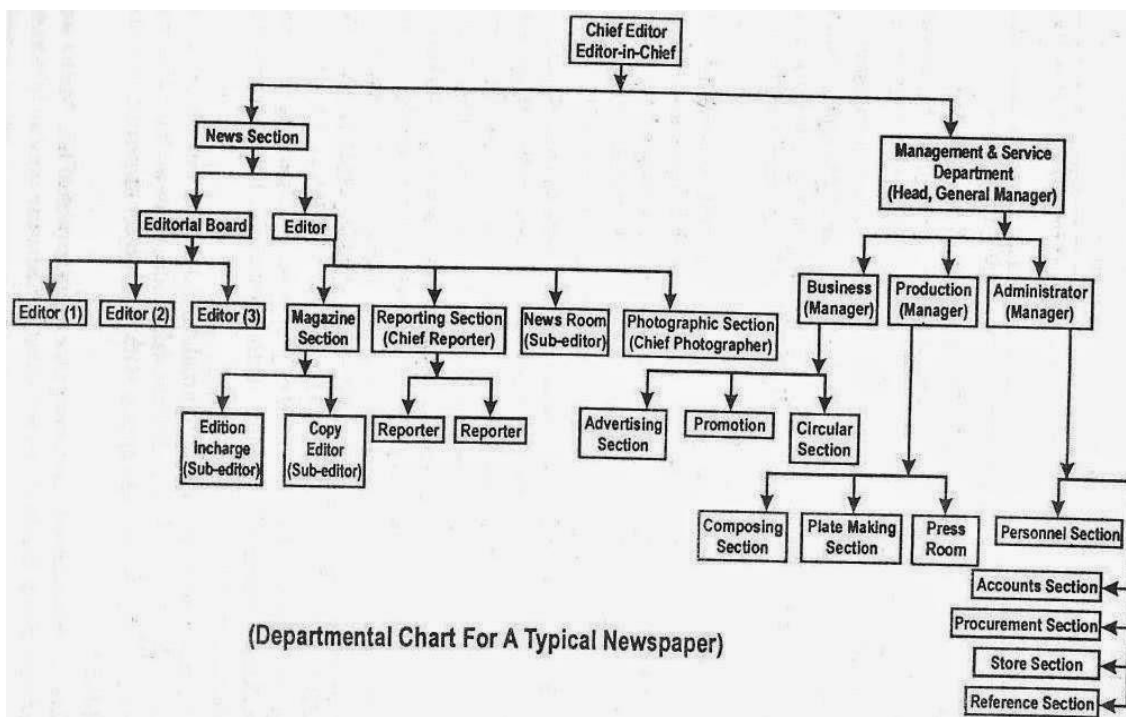 Chief Editor
Editor-in-Chief
News Section
Management & Service
Department
(Head, General Manager)
Editorial Board
Editor
Editor (1)
Editor (2)
Editor (3)
Magazine
Section
Reporting Section
(Chief Reporter)
News Room
(Sub-editor)
Photographic Section
(Chief Photographer)
Business
(Manager)
Production
(Manager)
Administrator
(Manager)
Edition
Incharge
(Sub-editor)
Copy
Editor
(Sub-editor)
Reporter
Reporter
Advertising
Section
Promotion
Circular
Section
Composing
Section
Plate Making
Section
Press
Room
Personnel Section
Accounts Section
Procurement Section
Store Section
Reference Section
(Departmental Chart For A Typical Newspaper)